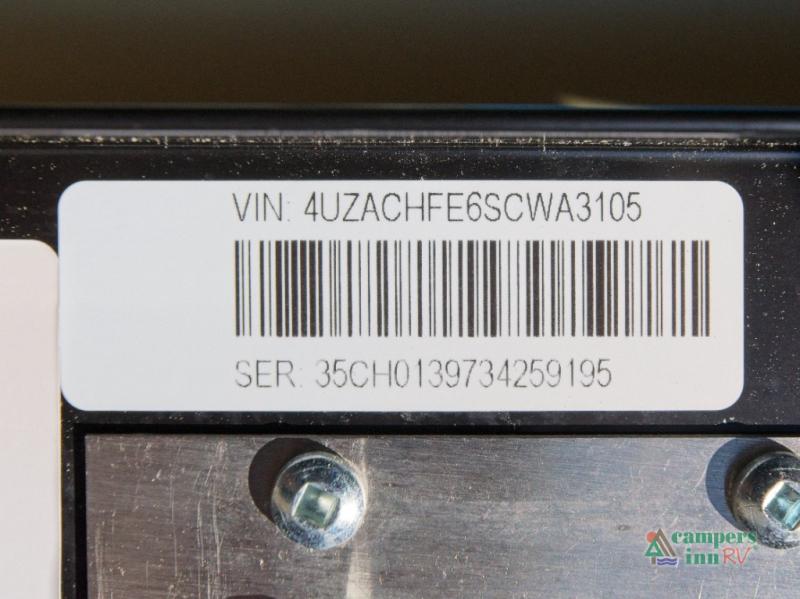 VIN: 4UZACHFE6SCWA3105
SER: 35CH0139734259195
campers
inn RV